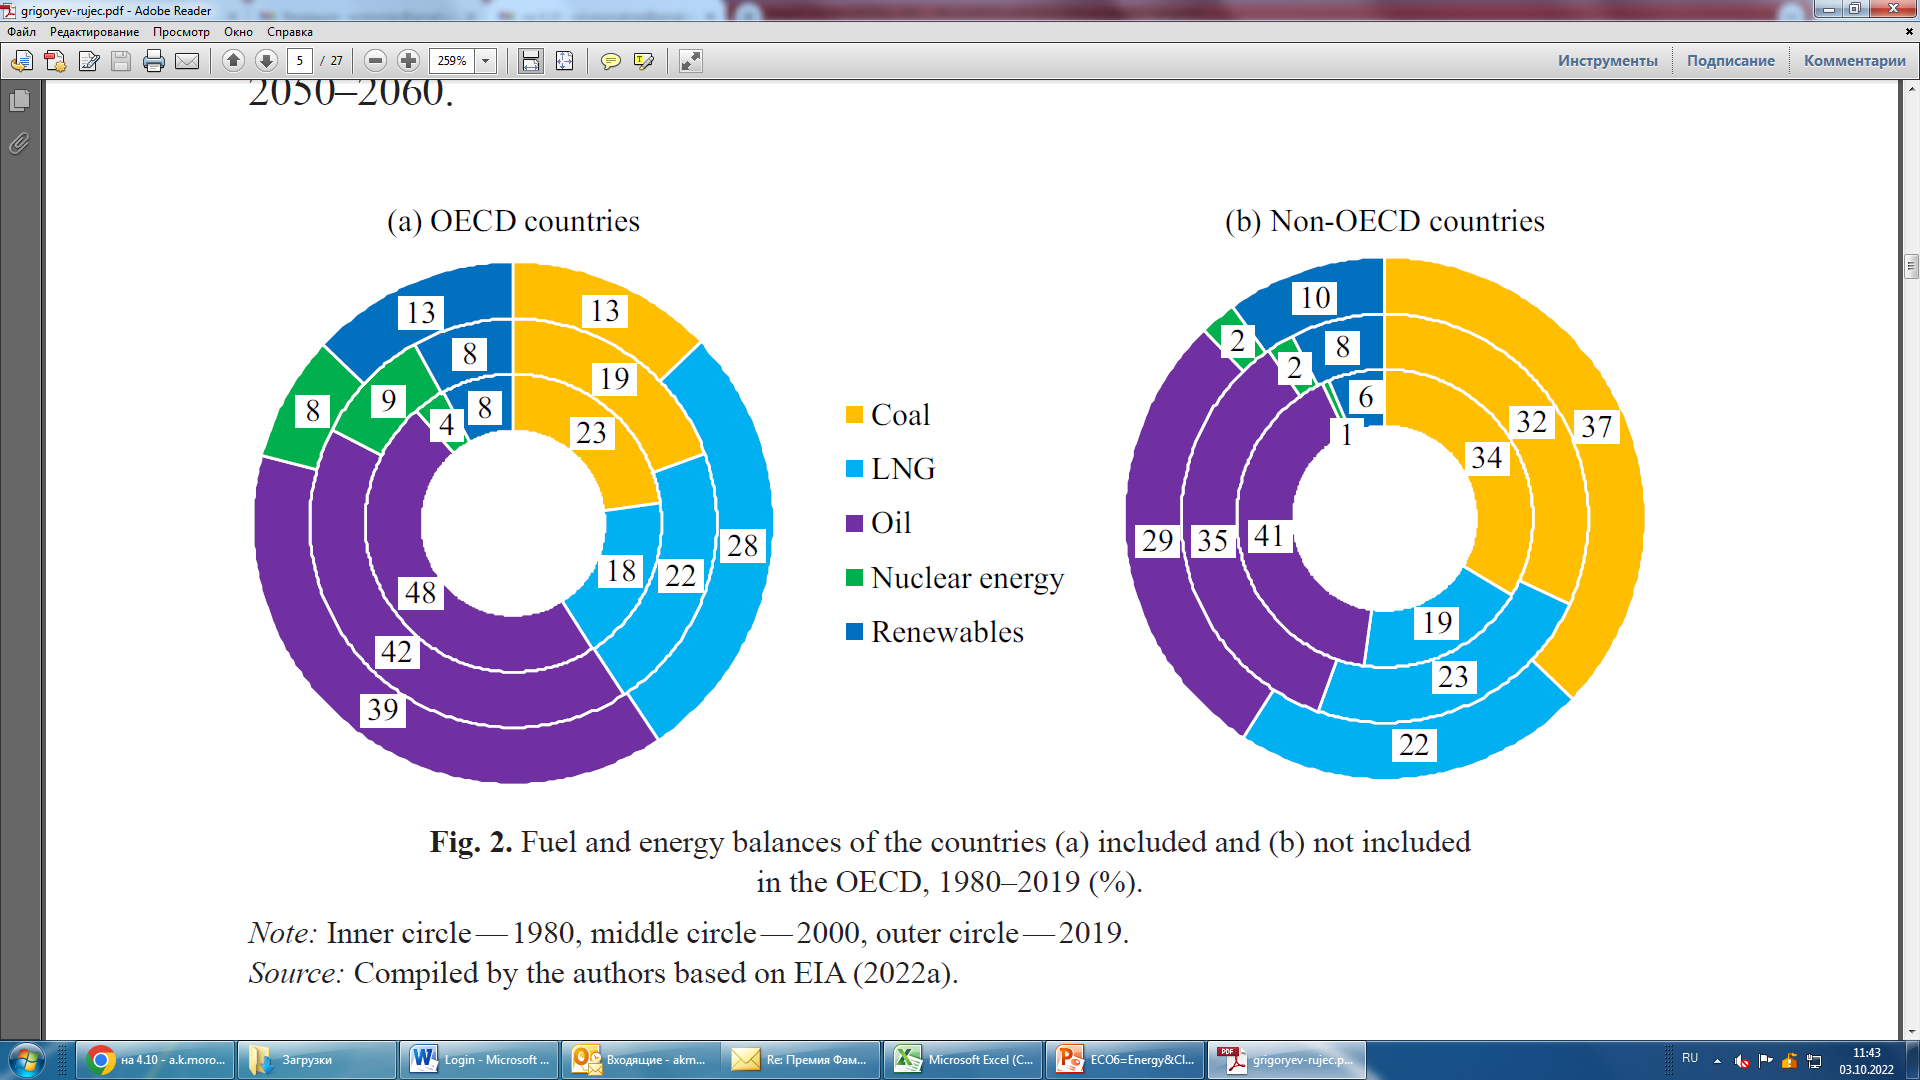 grigoryev-rujec.pdf - Adobe Reader
Файл Редактирование Просмотр Окно Справка
5 / 27 259% Инструменты Подписание Комментарии
2050–2060.
(a) OECD countries
13
8
8
13
19
23
8
9
4
28
22
18
48
42
39
Coal
LNG
Oil
Nuclear energy
Renewables
(b) Non-OECD countries
10
8
6
2
2
1
37
32
34
29
35
41
19
23
22
Fig. 2. Fuel and energy balances of the countries (a) included and (b) not included
in the OECD, 1980–2019 (%).
Note: Inner circle — 1980, middle circle — 2000, outer circle — 2019.
Source: Compiled by the authors based on EIA (2022a).
на 4.10 - a.k.moro...
Загрузки
Login - Microsoft ...
Входящие - akm...
Re: Премия Фам...
Microsoft Excel (С...
ECO6=Energy&Cl...
grigoryev-rujec.p...
RU
11:43
03.10.2022